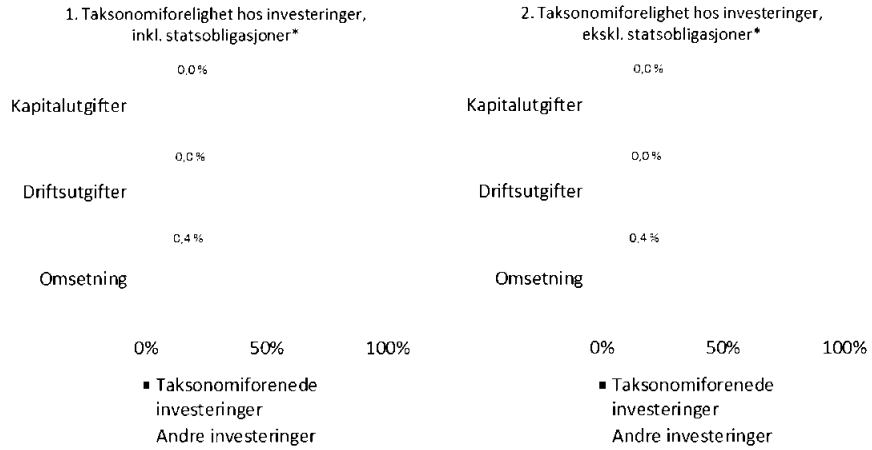 1. Taksonomiforelighet hos investeringer,
inkl. statsobligasjoner*
0,0%
Kapitalutgifter
0,0%
Driftsutgifter
0,4%
Omsetning
0% 50% 100%
▪ Taksonomiforenede
investeringer
Andre investeringer
2. Taksonomiforelighet hos investeringer,
ekskl. statsobligasjoner*
0,0%
Kapitalutgifter
0,0%
Driftsutgifter
0,4%
Omsetning
0% 50% 100%
▪ Taksonomiforenede
investeringer
Andre investeringer